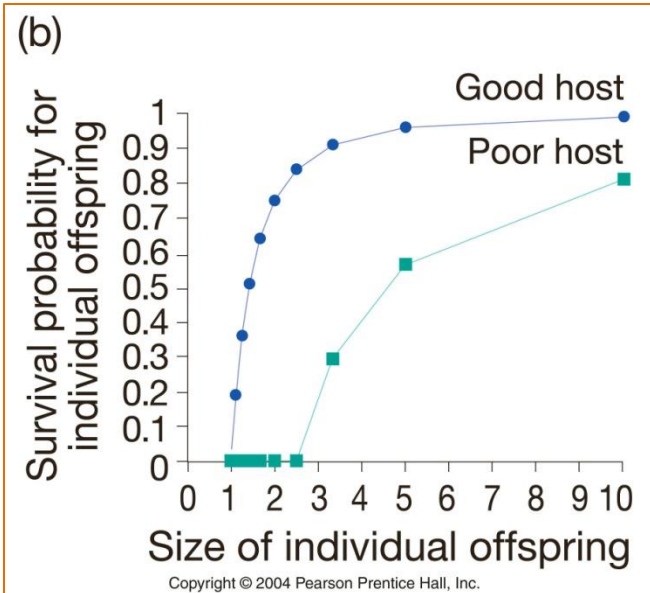 (b)
Good host
Poor host
Survival probability for
individual offspring
1
0.9
0.8
0.7
0.6
0.5
0.4
0.3
0.2
0.1
0
0 1 2 3 4 5 6 7 8 9 10
Size of individual offspring
Copyright © 2004 Pearson Prentice Hall, Inc.